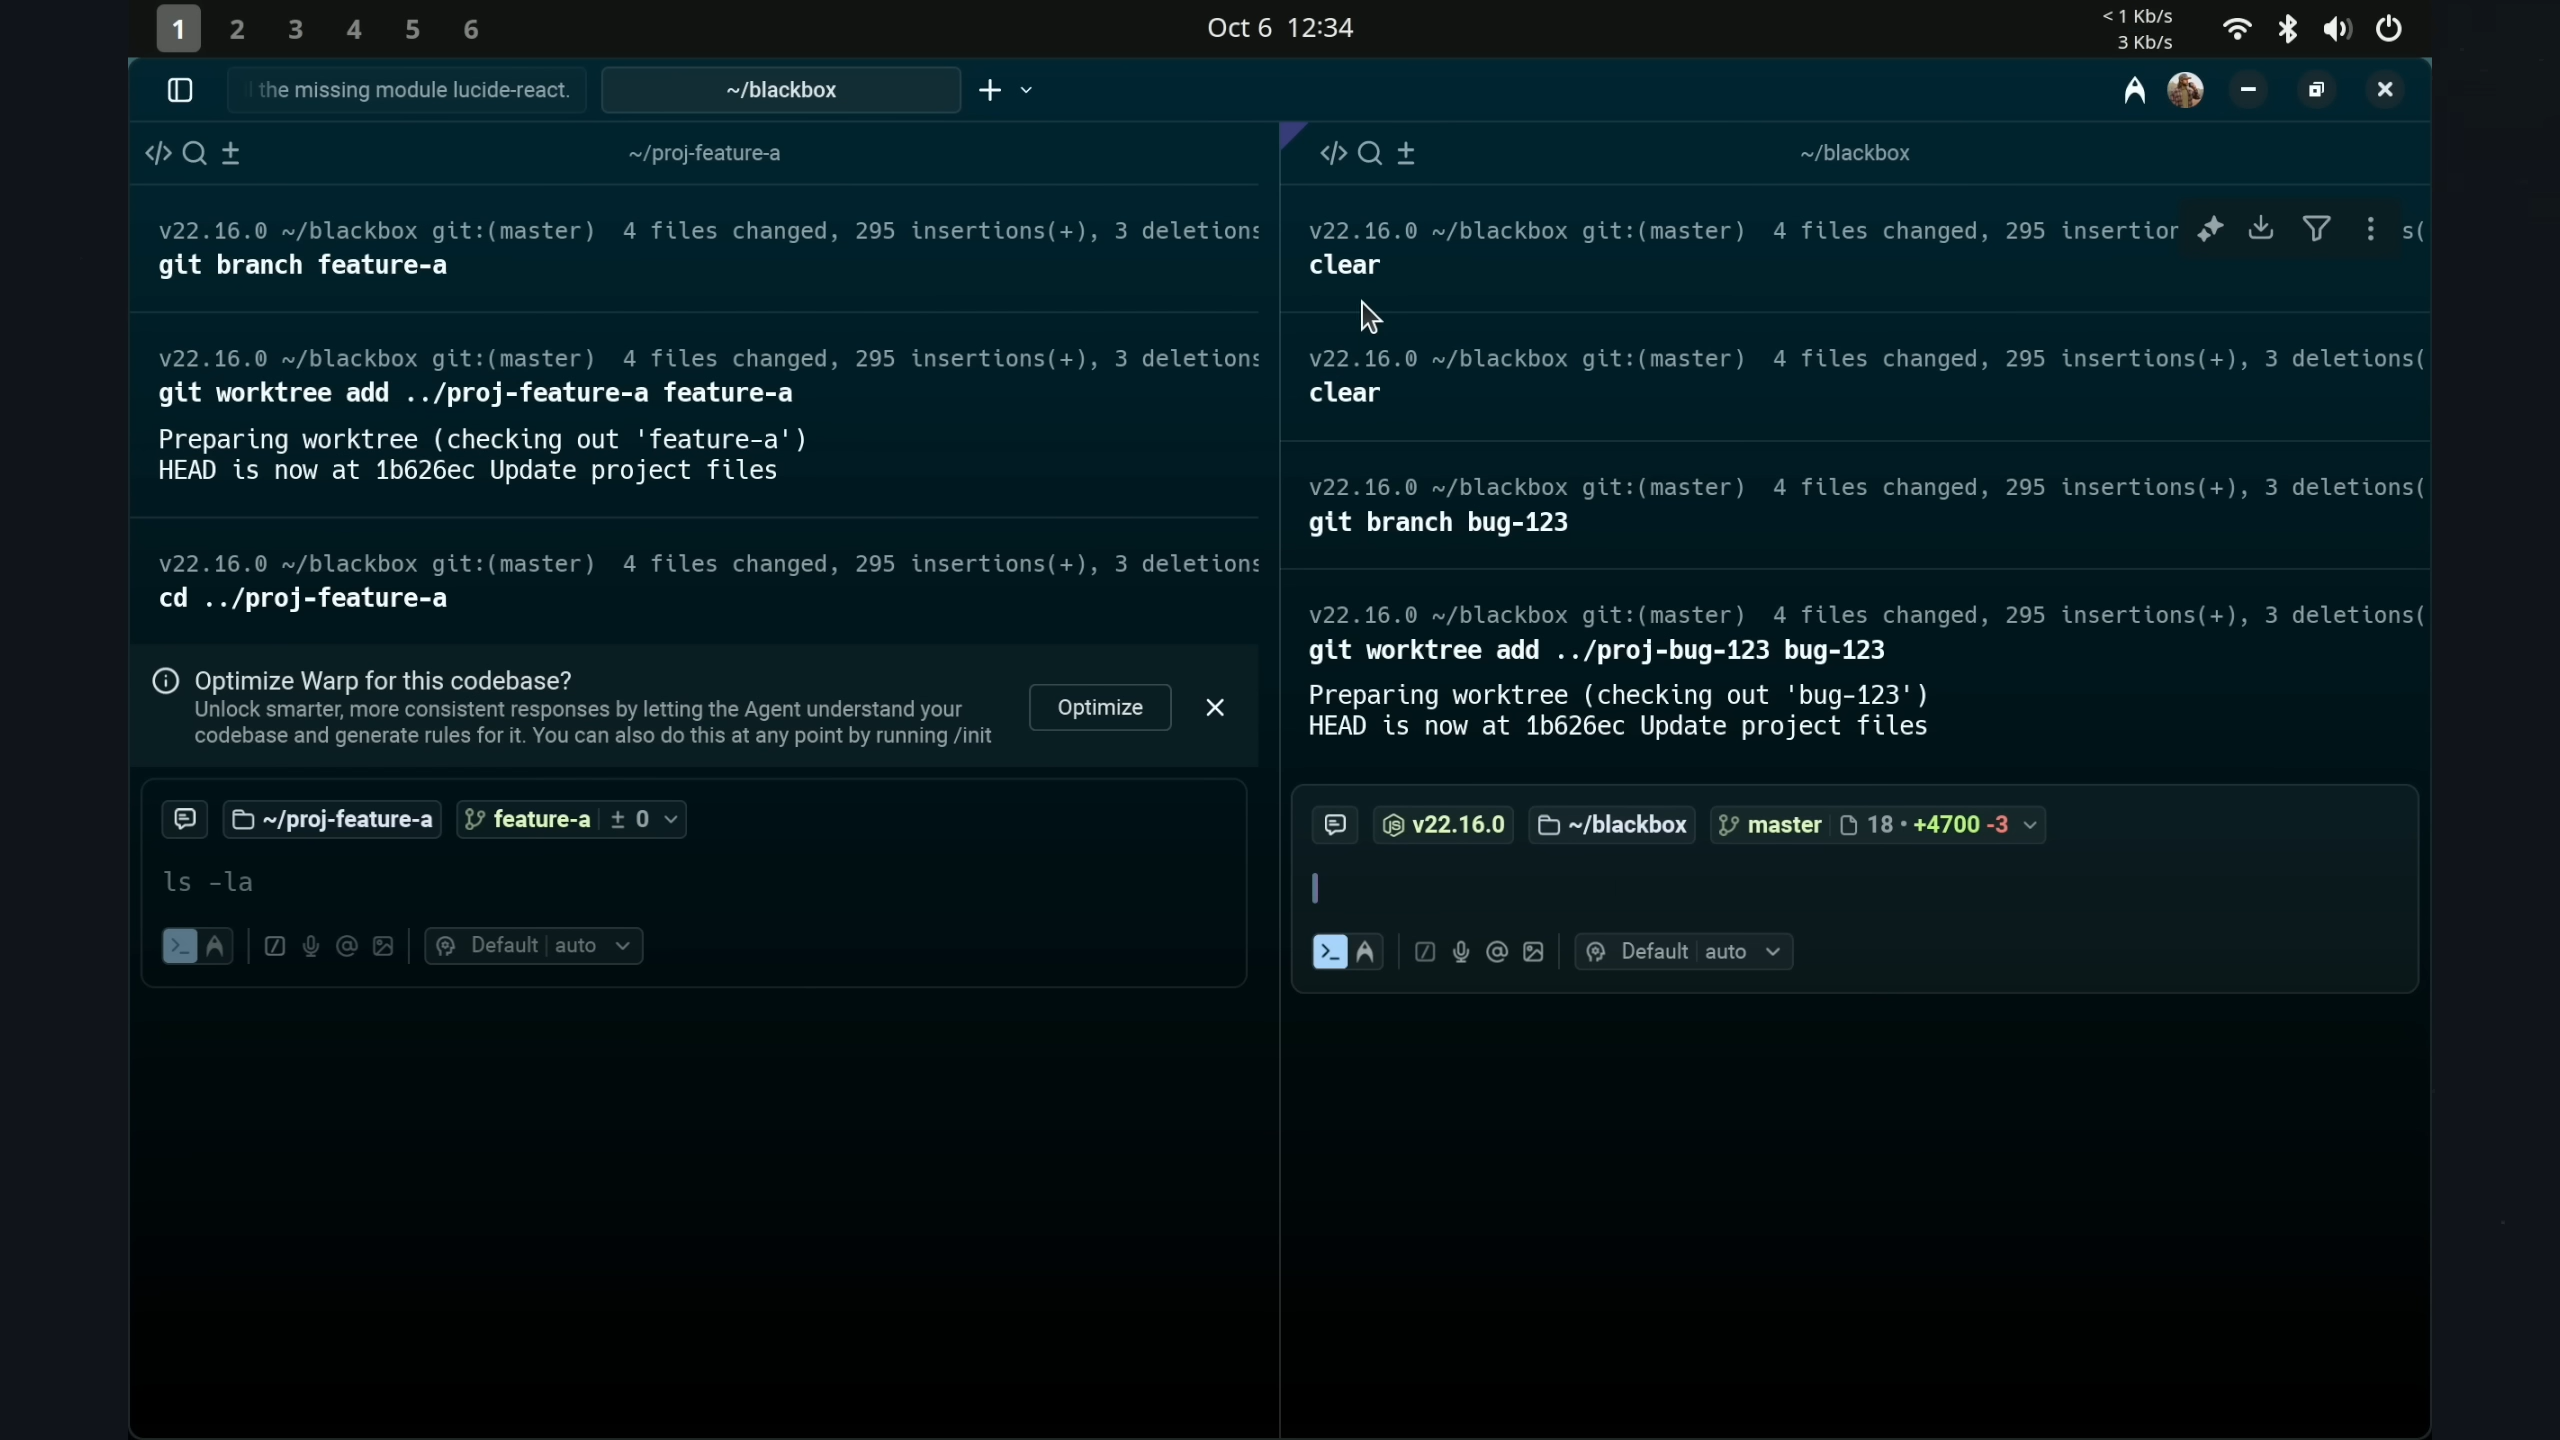 1 2 3 4 5 6
Oct 6 12:34
< 1 Kb/s
3 Kb/s
the missing module lucide-react.
~/blackbox
~/proj-feature-a
v22.16.0 ~/blackbox git:(master) 4 files changed, 295 insertions(+), 3 deletions
git branch feature-a
v22.16.0 ~/blackbox git:(master) 4 files changed, 295 insertions(+), 3 deletions
git worktree add ../proj-feature-a feature-a
Preparing worktree (checking out 'feature-a')
HEAD is now at 1b626ec Update project files
v22.16.0 ~/blackbox git:(master) 4 files changed, 295 insertions(+), 3 deletions
cd ../proj-feature-a
Optimize Warp for this codebase?
Unlock smarter, more consistent responses by letting the Agent understand your
codebase and generate rules for it. You can also do this at any point by running /init
Optimize
~/proj-feature-a
feature-a ± 0
ls -la
Default auto
~/blackbox
v22.16.0 ~/blackbox git:(master) 4 files changed, 295 insertior s(
clear
v22.16.0 ~/blackbox git:(master) 4 files changed, 295 insertions(+), 3 deletions(
clear
v22.16.0 ~/blackbox git:(master) 4 files changed, 295 insertions(+), 3 deletions(
git branch bug-123
v22.16.0 ~/blackbox git:(master) 4 files changed, 295 insertions(+), 3 deletions(
git worktree add ../proj-bug-123 bug-123
Preparing worktree (checking out 'bug-123')
HEAD is now at 1b626ec Update project files
v22.16.0 ~/blackbox master 18 • +4700 -3
Default auto